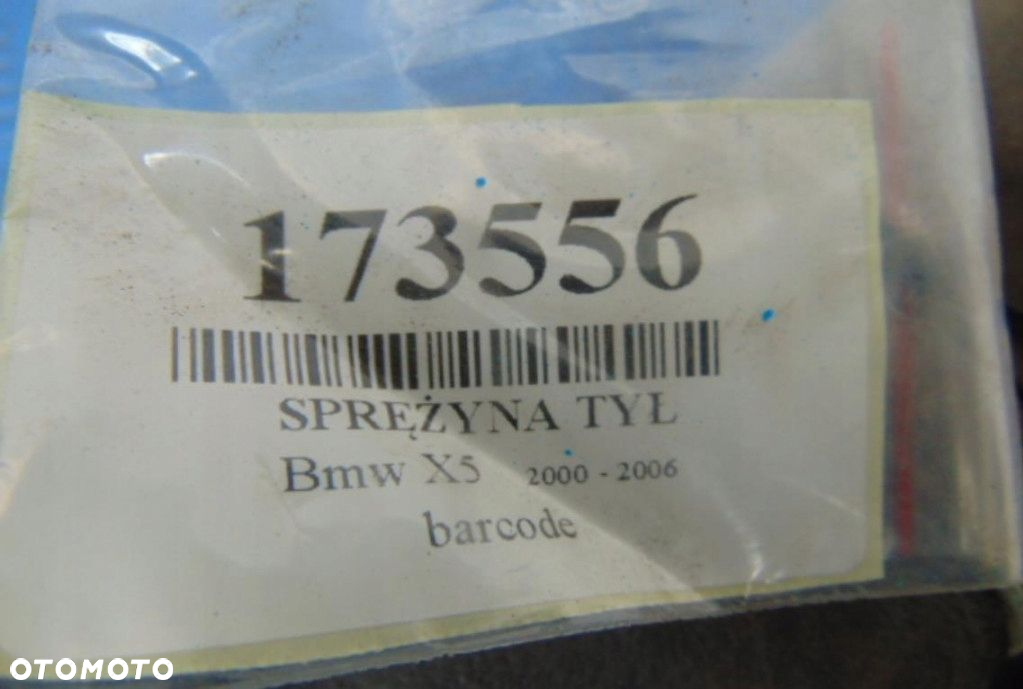 173556
SPRĘŻYNA TYŁ
Bmw X5 2000 - 2006
barcode
OTOMOTO